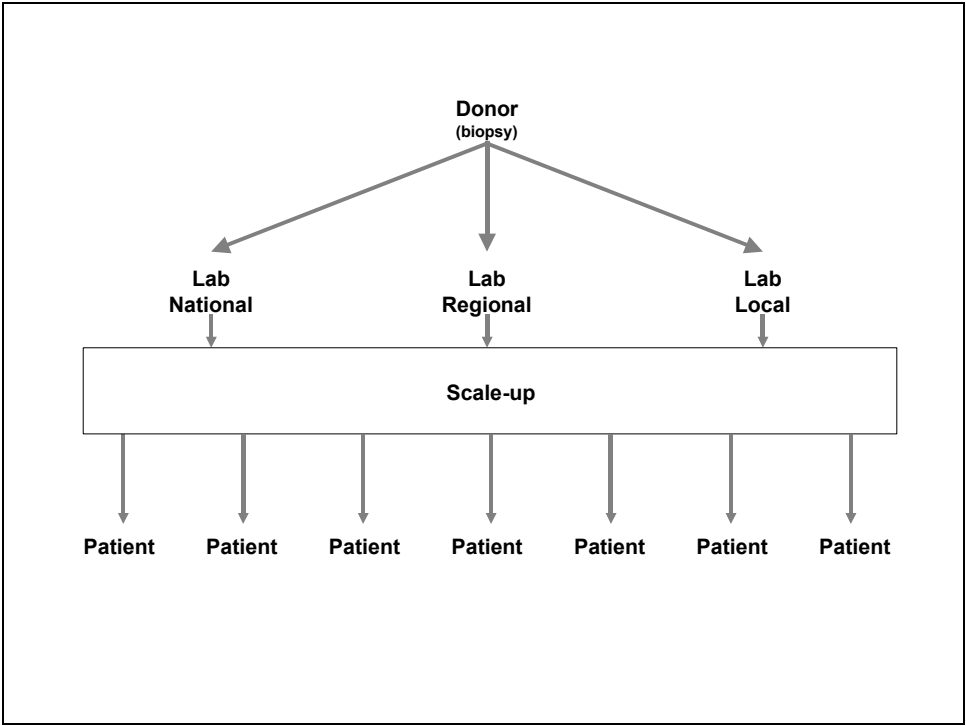 Donor
(biopsy)
Lab
National
Lab
Regional
Lab
Local
Scale-up
Patient Patient Patient Patient Patient Patient Patient